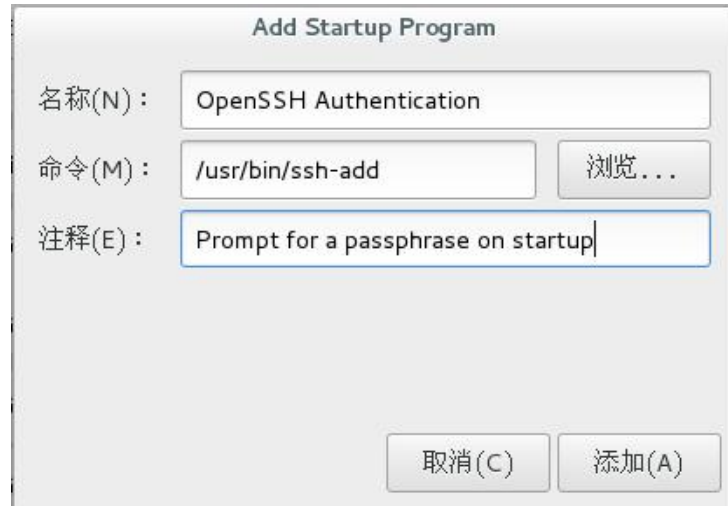 Add Startup Program
名称(N)： OpenSSH Authentication
命令(M)： /usr/bin/ssh-add 浏览...
注释(E)： Prompt for a passphrase on startup
取消(C) 添加(A)